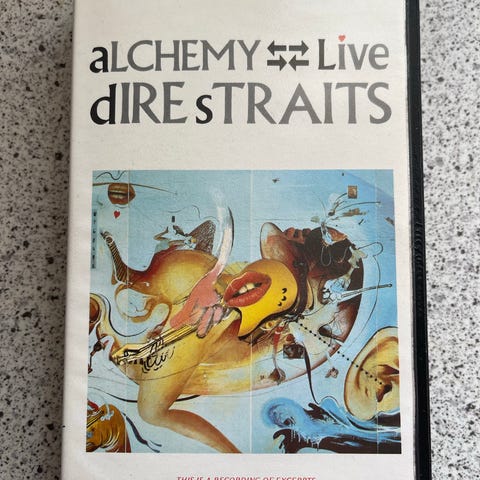 aLCHEMY Live
dIRE sTRAITS
THIS IS A RECORDING OF EXCERPTS